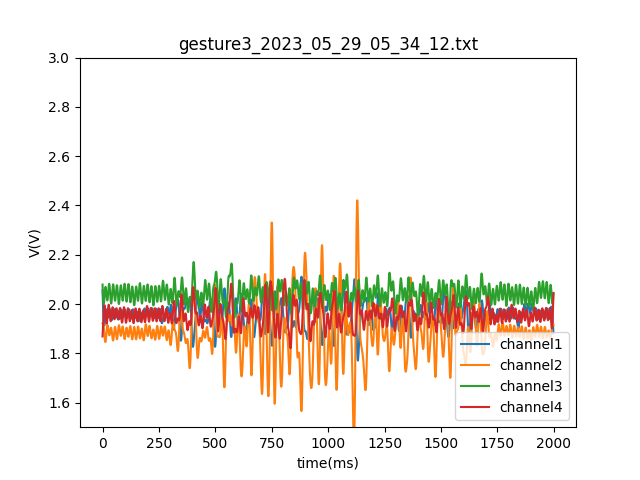 gesture3_2023_05_29_05_34_12.txt
3.0
2.8
2.6
2.4
2.2
2.0
1.8
1.6
V(V)
channel1
channel2
channel3
channel4
0 250 500 750 1000 1250 1500 1750 2000
time(ms)